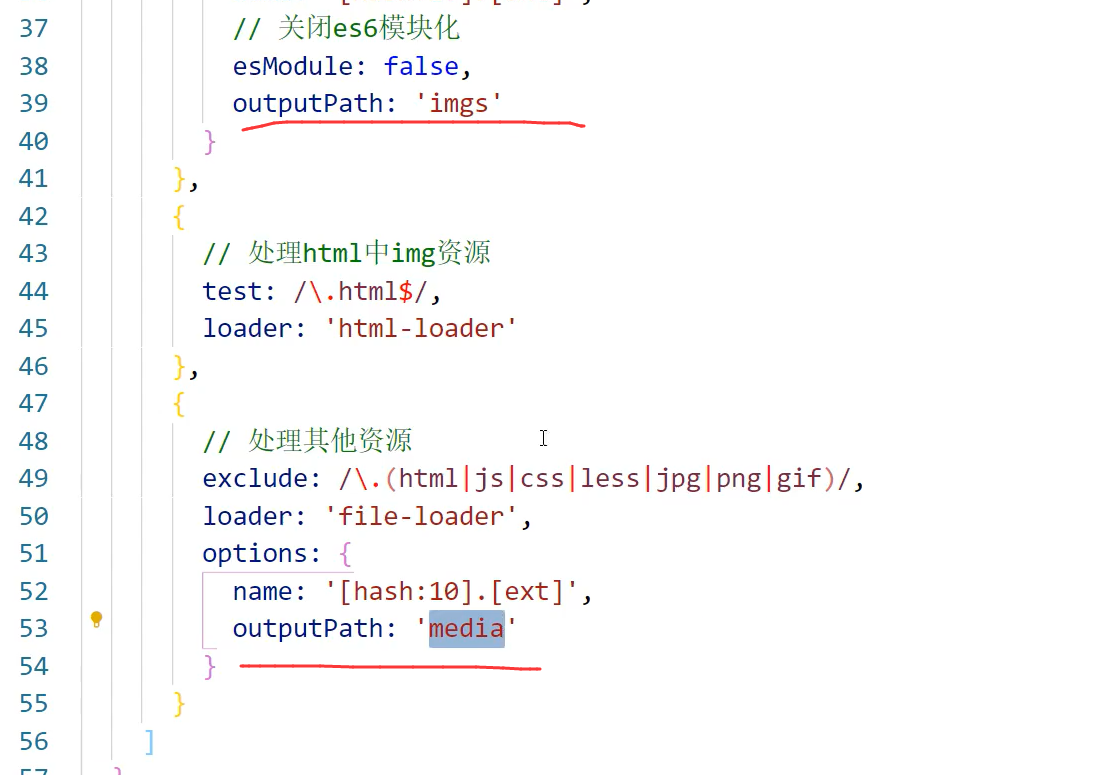 37 // 关闭es6模块化
38 esModule: false,
39 outputPath: 'imgs'
40 }
41 },
42 {
43 // 处理html中img资源
44 test: /\.html$/,
45 loader: 'html-loader'
46 },
47 {
48 // 处理其他资源
49 exclude: /\.(html|js|css|less|jpg|png|gif)/,
50 loader: 'file-loader',
51 options: {
52 name: '[hash:10].[ext]',
53 outputPath: 'media'
54 }
55 }
56 ]